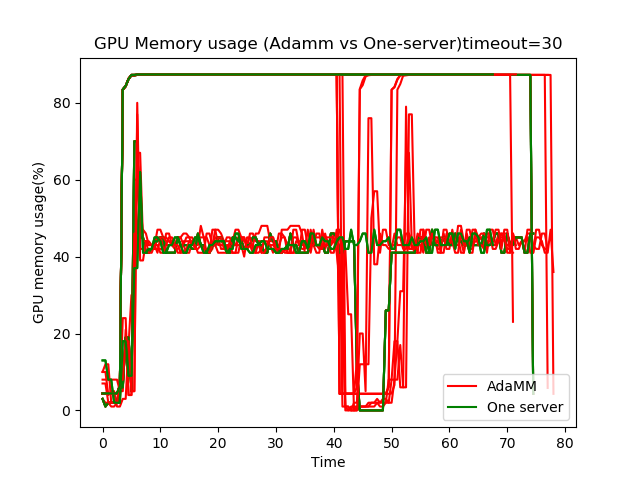 GPU Memory usage (Adamm vs One-server)timeout=30
80
60
40
20
0
GPU memory usage(%)
0 10 20 30 40 50 60 70 80
Time
AdaMM
One server